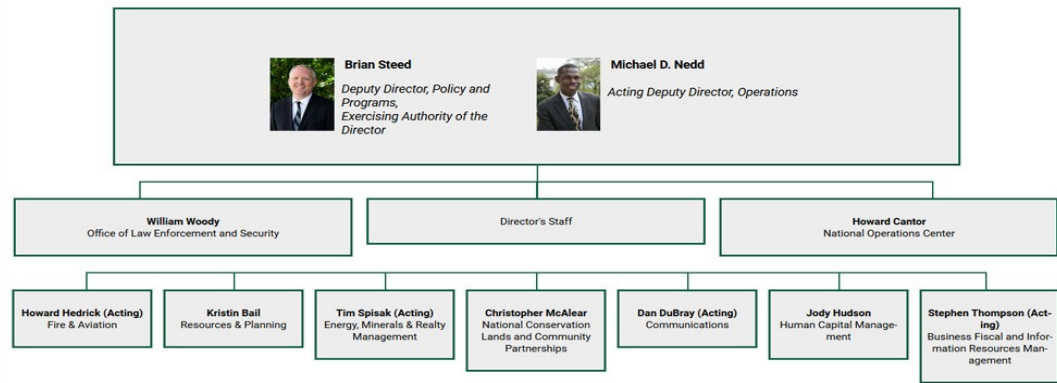 Brian Steed
Deputy Director, Policy and
Programs,
Exercising Authority of the
Director
Michael D. Nedd
Acting Deputy Director, Operations
William Woody
Office of Law Enforcement and Security
Director's Staff
Howard Cantor
National Operations Center
Howard Hedrick (Acting)
Fire & Aviation
Kristin Bail
Resources & Planning
Tim Spisak (Acting)
Energy, Minerals & Realty
Management
Christopher McAlear
National Conservation
Lands and Community
Partnerships
Dan DuBray (Acting)
Communications
Jody Hudson
Human Capital Manage-
ment
Stephen Thompson (Act-
ing)
Business Fiscal and Infor-
mation Resources Man-
agement